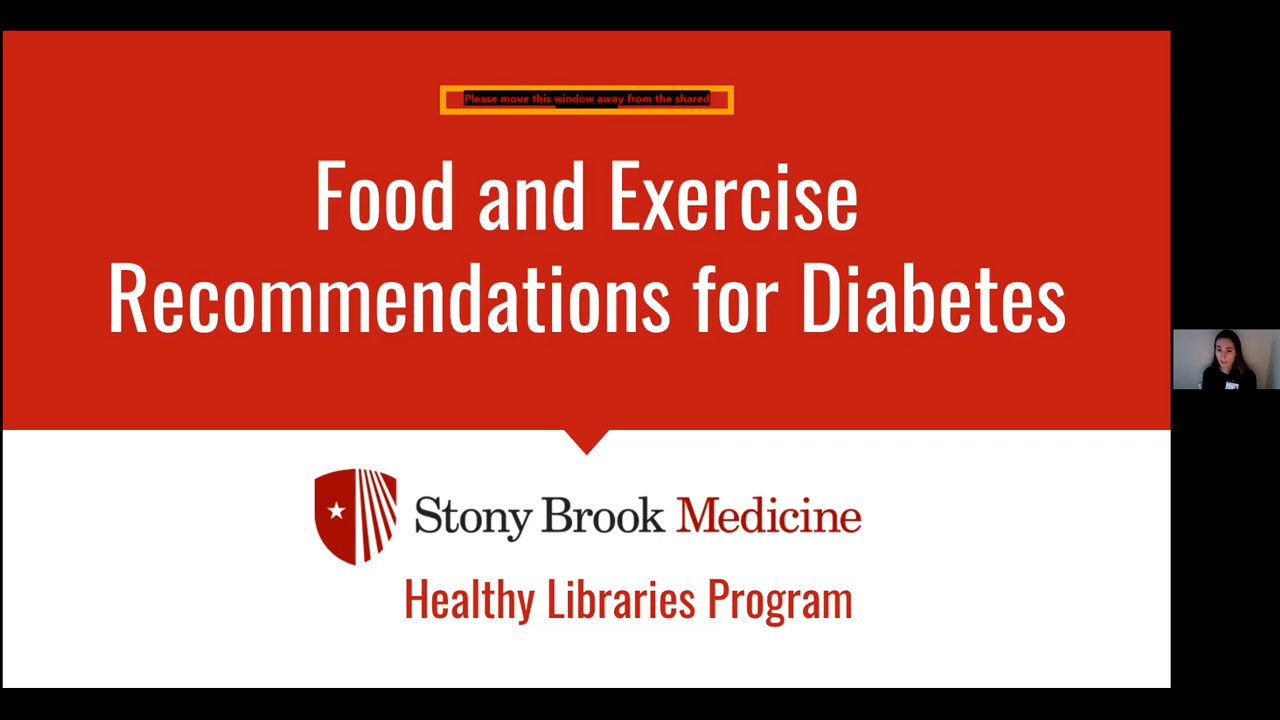 Please move this window away from the shared
Food and Exercise
Recommendations for Diabetes
Stony Brook Medicine
Healthy Libraries Program